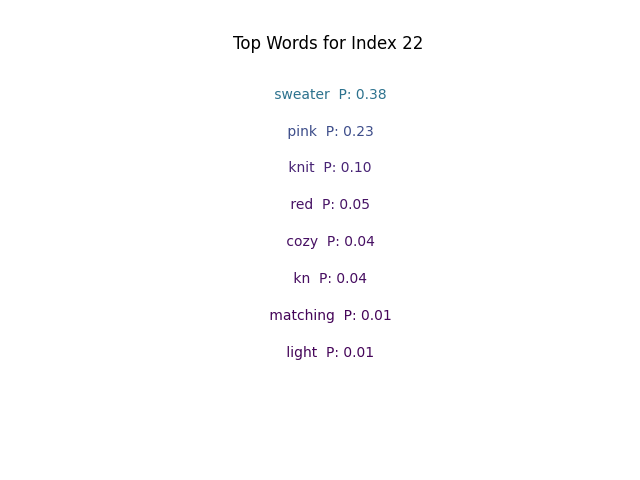 Top Words for Index 22
sweater P: 0.38
pink P: 0.23
knit P: 0.10
red P: 0.05
cozy P: 0.04
kn P: 0.04
matching P: 0.01
light P: 0.01